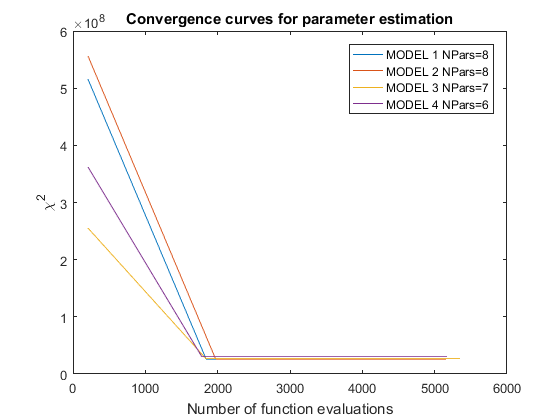 Convergence curves for parameter estimation
×10^8
6
5
4
3
2
1
0
χ^2
MODEL 1 NPars=8
MODEL 2 NPars=8
MODEL 3 NPars=7
MODEL 4 NPars=6
0 1000 2000 3000 4000 5000 6000
Number of function evaluations